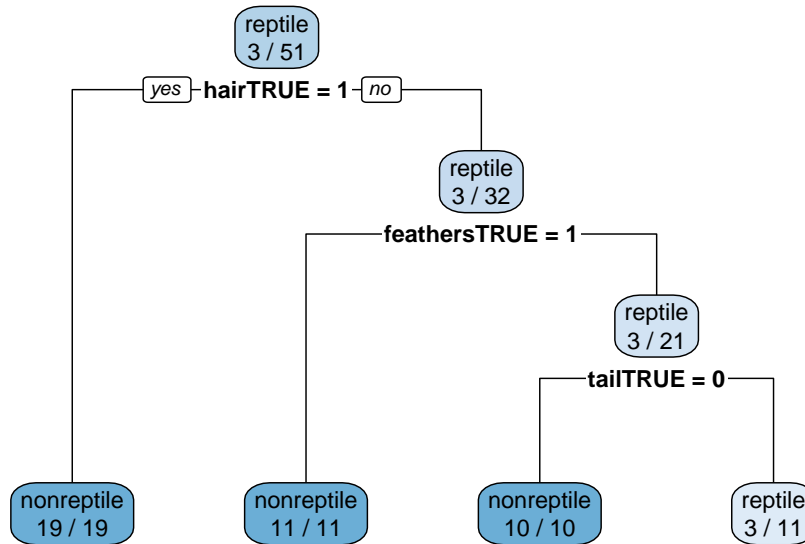 reptile
3 / 51
yes hairTRUE = 1 no
reptile
3 / 32
feathersTRUE = 1
reptile
3 / 21
tailTRUE = 0
nonreptile
19 / 19
nonreptile
11 / 11
nonreptile
10 / 10
reptile
3 / 11